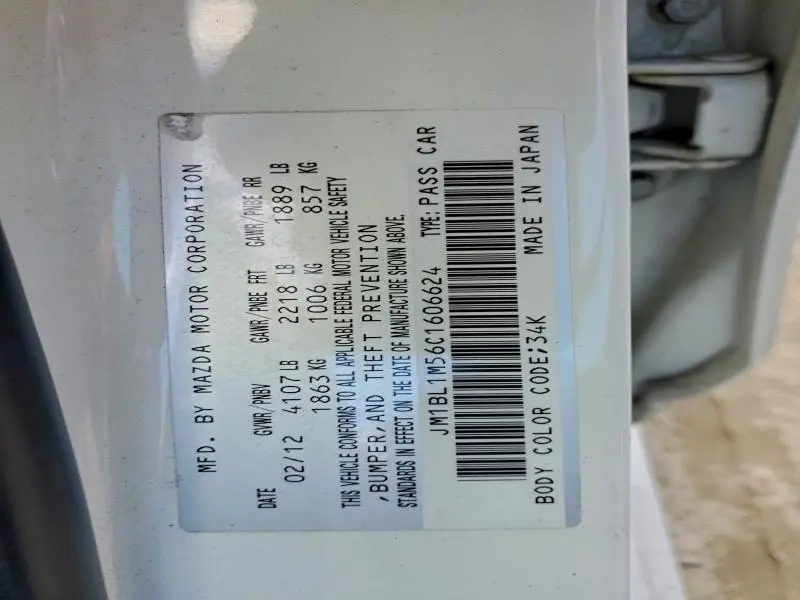 MFD. BY MAZDA MOTOR CORPORATION
DATE GVWR/PNBV GAWR/PNBE FRT GAWR/PNBE RR
02/12 4107 LB 2218 LB 1889 LB
1863 KG 1006 KG 857 KG
THIS VEHICLE CONFORMS TO ALL APPLICABLE FEDERAL MOTOR VEHICLE SAFETY
,BUMPER,AND THEFT PREVENTION
STANDARDS IN EFFECT ON THE DATE OF MANUFACTURE SHOWN ABOVE.
JM1BL1M56C1606624 TYPE: PASS CAR
BODY COLOR CODE;34K MADE IN JAPAN